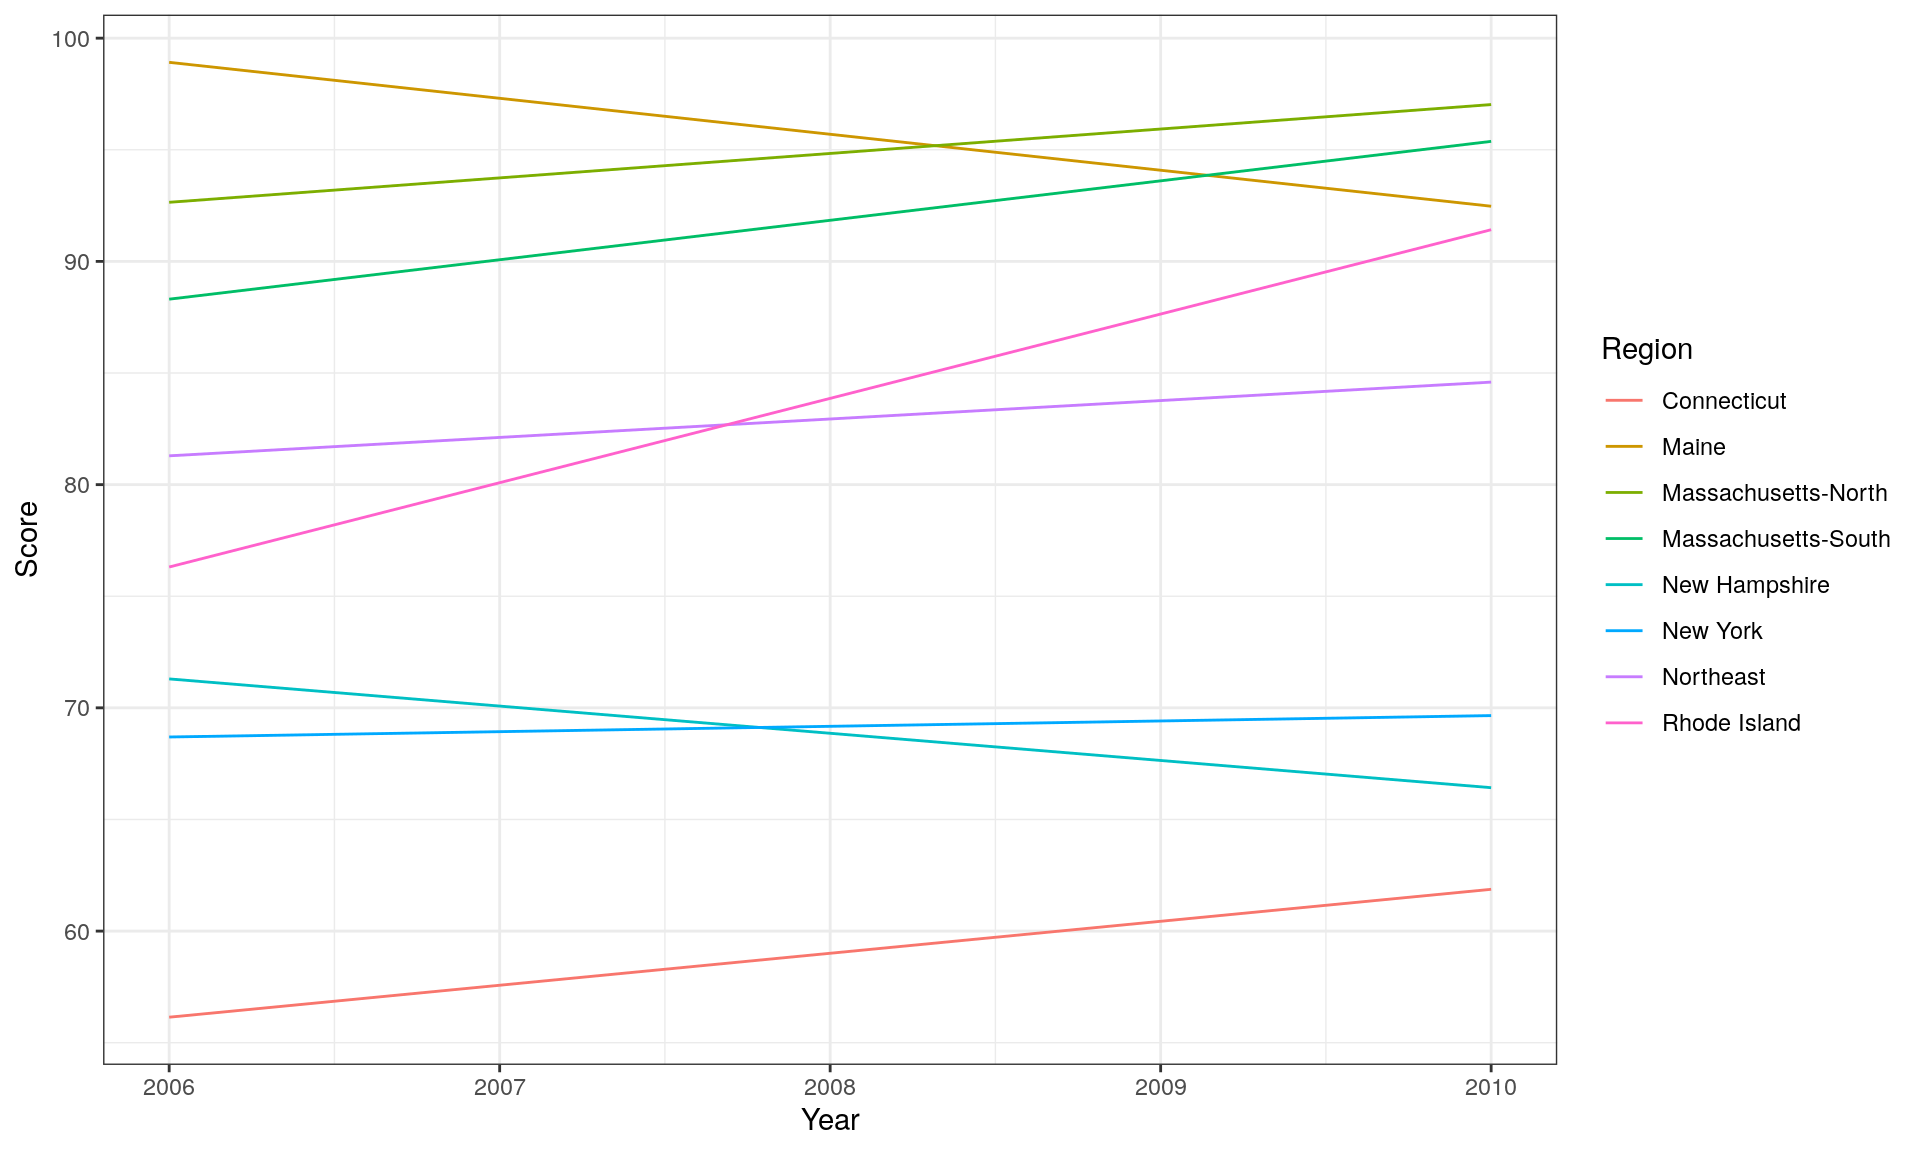 100
90
80
70
60
Score
2006 2007 2008 2009 2010
Year
Region
Connecticut
Maine
Massachusetts-North
Massachusetts-South
New Hampshire
New York
Northeast
Rhode Island